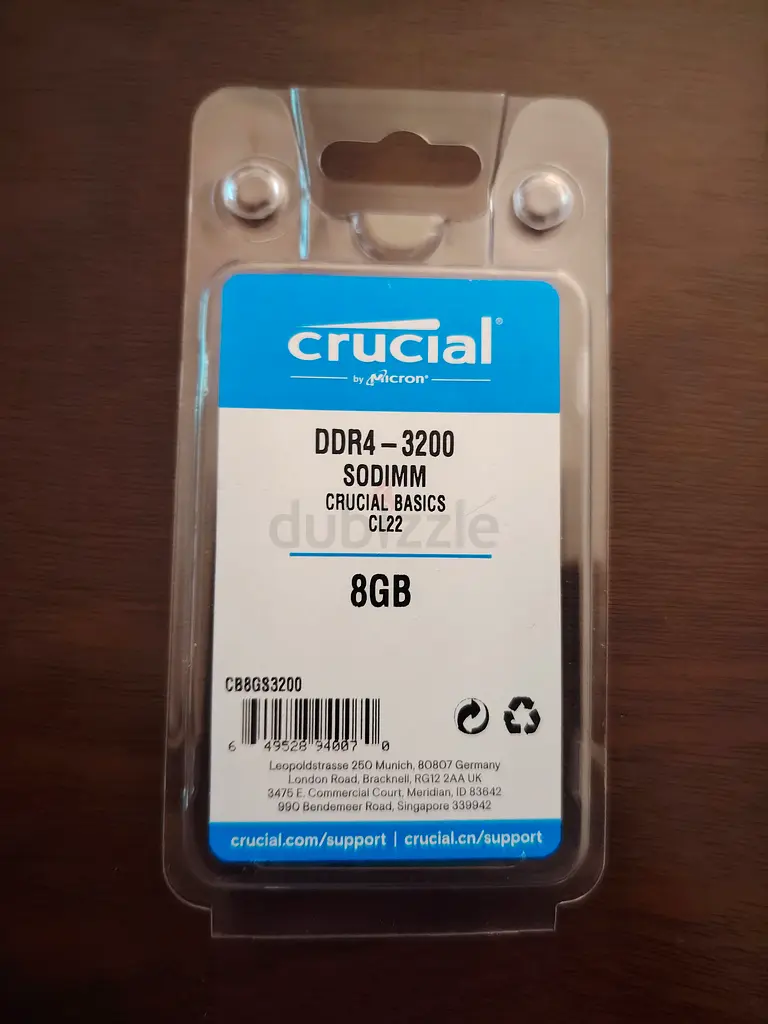 crucial®
by Micron®
DDR4-3200
SODIMM
CRUCIAL BASICS
CL22
dubizzle
8GB
CB8GS3200
6 49528 94007 0
Leopoldstrasse 250 Munich, 80807 Germany
London Road, Bracknell, RG12 2AA UK
3475 E. Commercial Court, Meridian, ID 83642
990 Bendemeer Road, Singapore 339942
crucial.com/support | crucial.cn/support